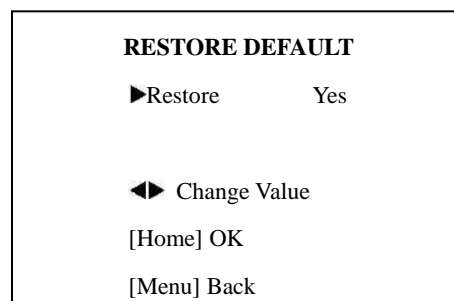 RESTORE DEFAULT
▶Restore Yes
◀▶ Change Value
[Home] OK
[Menu] Back